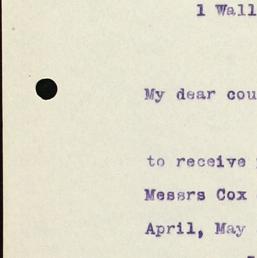 1 Wall
My dear cou
to receive
Messrs Cox
April, May